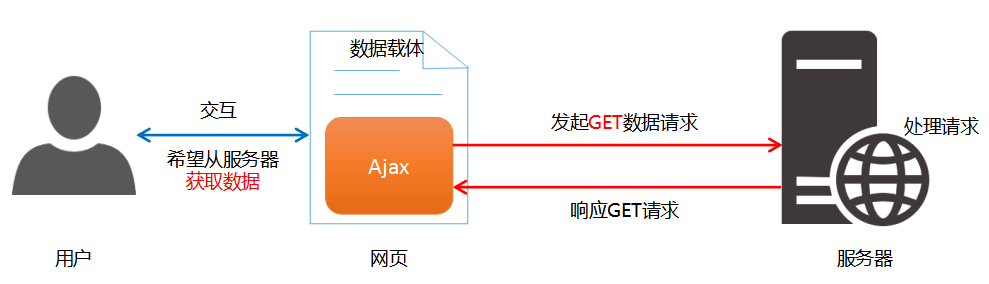 数据载体
交互
希望从服务器
获取数据
Ajax
发起GET数据请求
响应GET请求
处理请求
用户
网页
服务器